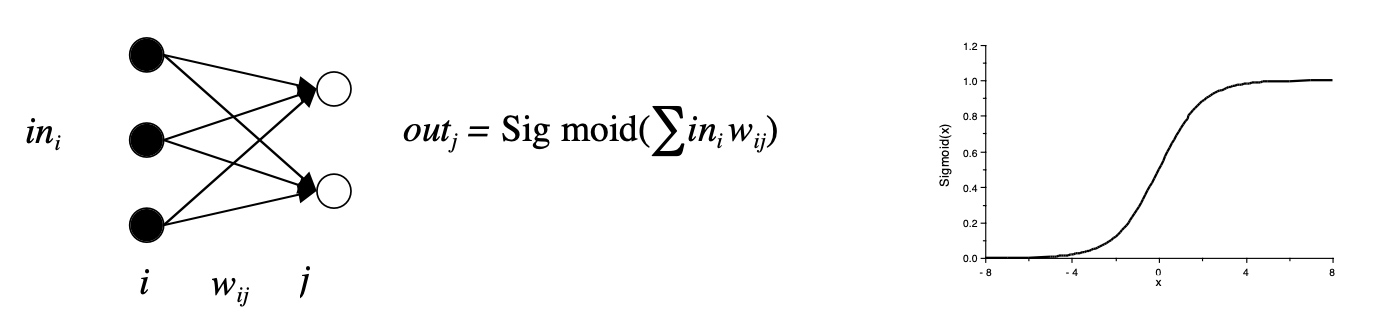 in_i
out_j = Sig moid(∑in_i w_ij)
i
w_ij
j
1.2
1.0
0.8
0.6
0.4
0.2
0.0
Sigmoid(x)
- 8
- 4
0
4
8
x